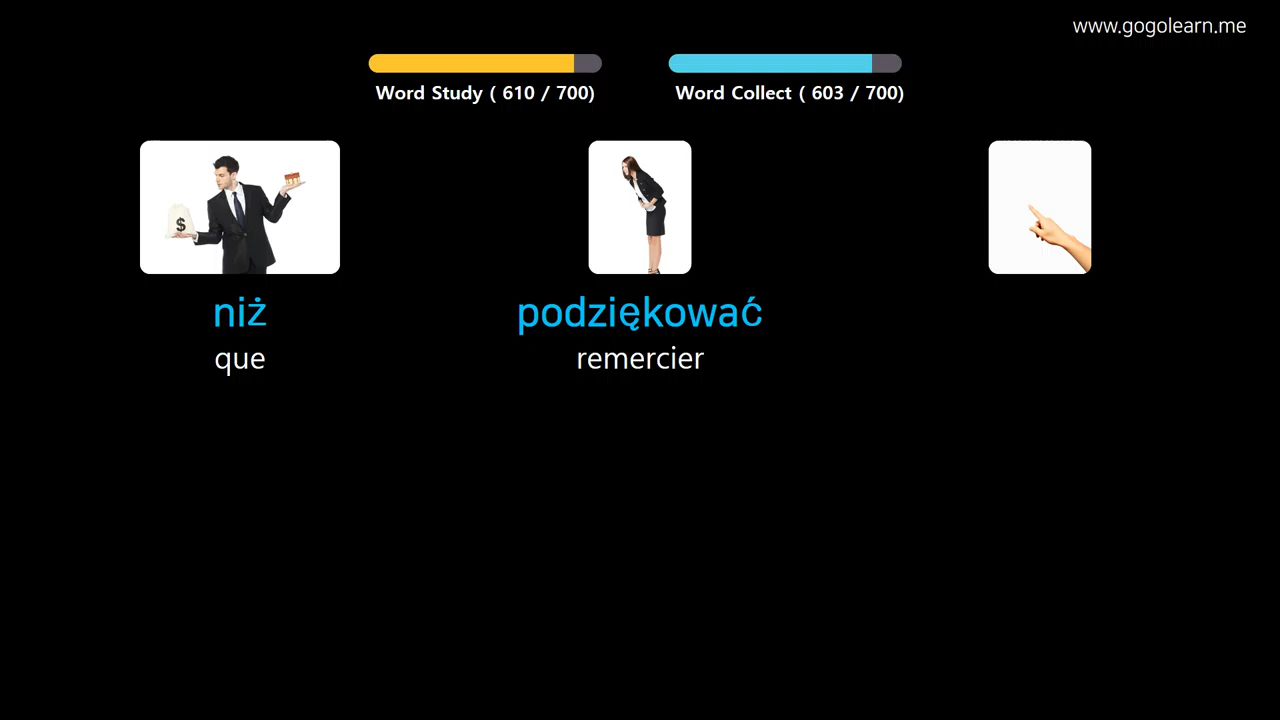 www.gogolearn.me
Word Study ( 610 / 700)
Word Collect ( 603 / 700)
$
niż
podziękować
que
remercier